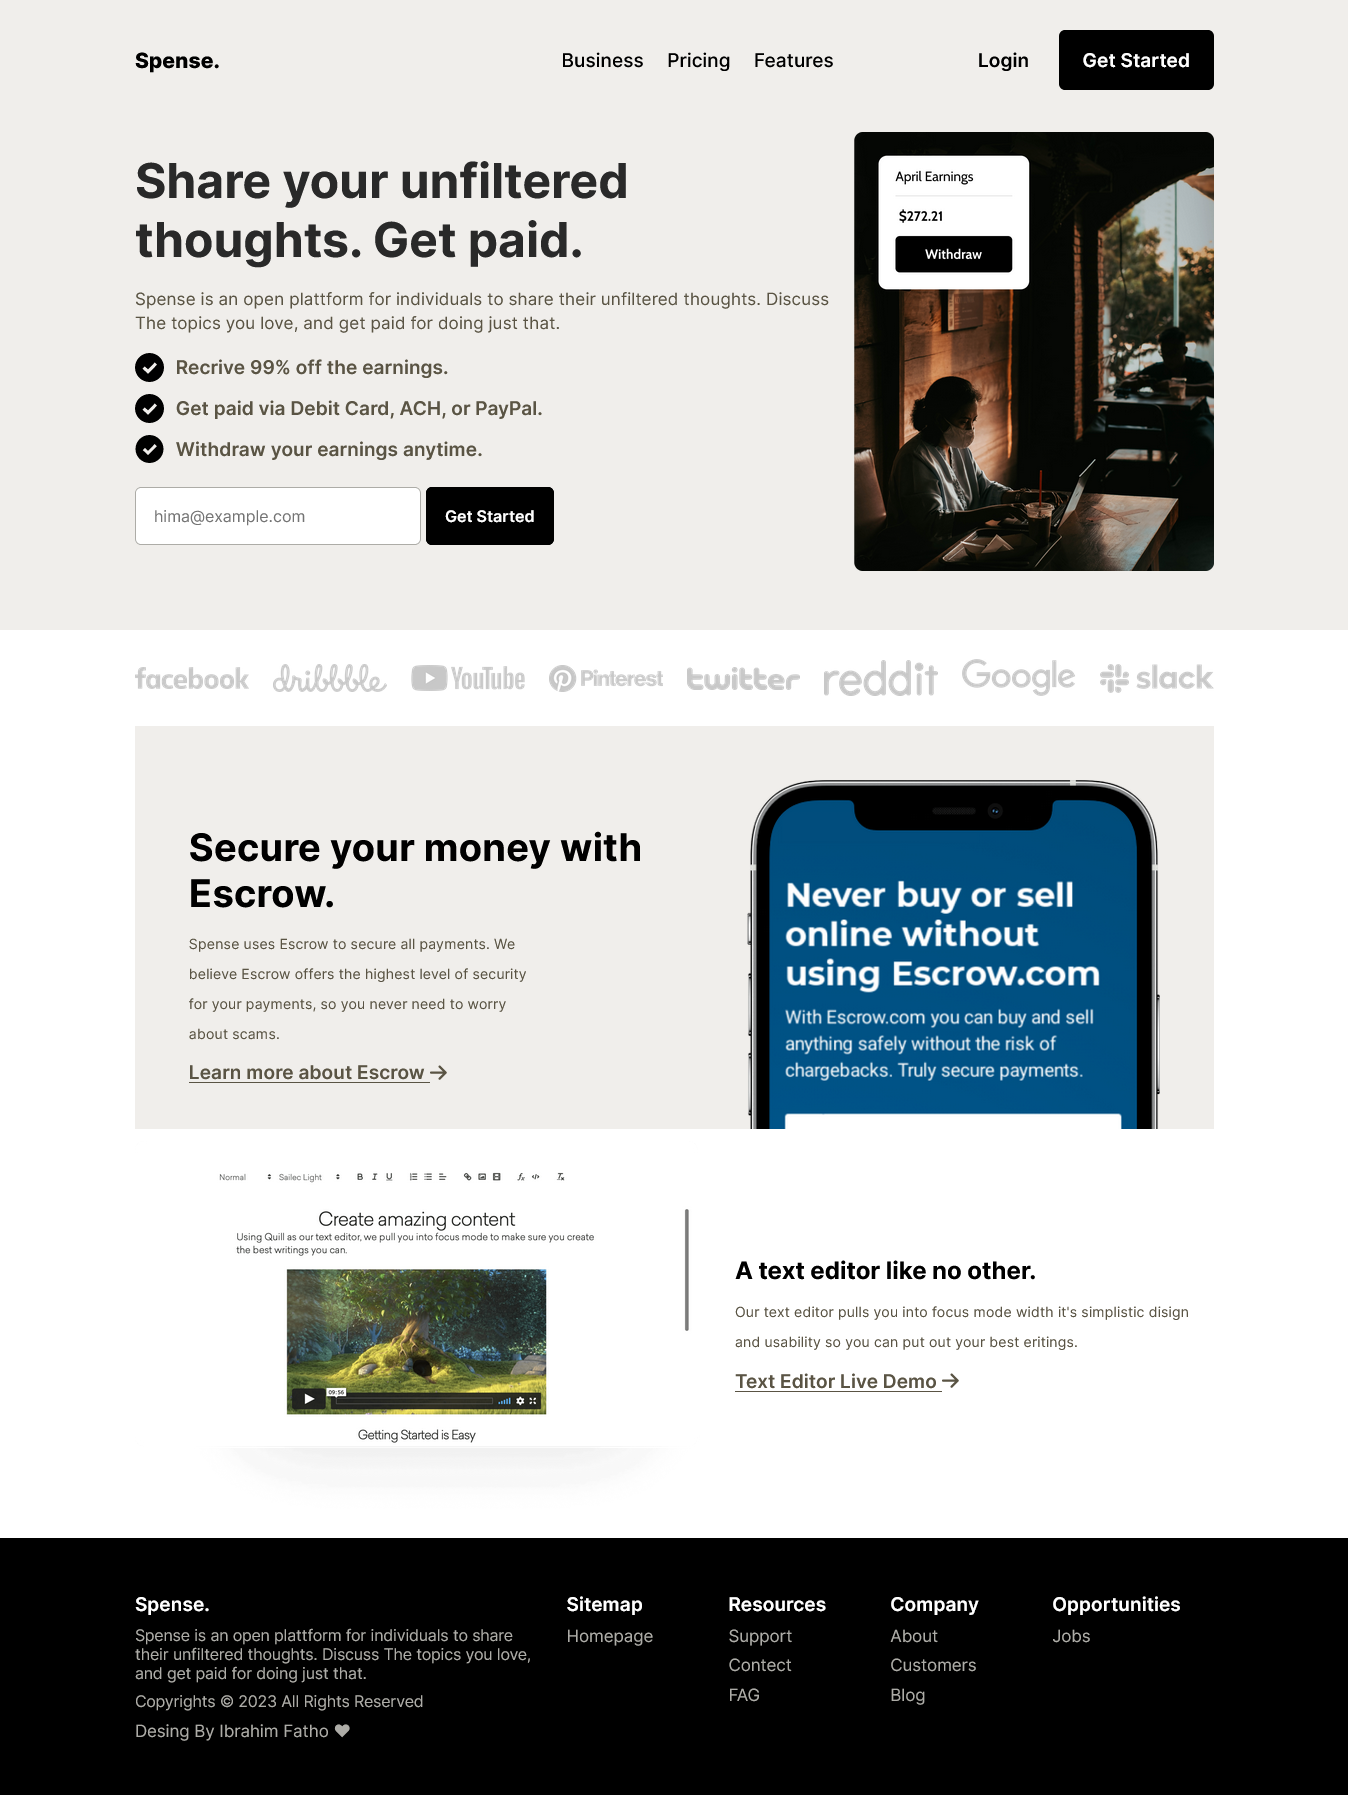 Spense.
Business Pricing Features
Login
Get Started
Share your unfiltered
thoughts. Get paid.
Spense is an open plattform for individuals to share their unfiltered thoughts. Discuss
The topics you love, and get paid for doing just that.
Recrive 99% off the earnings.
Get paid via Debit Card, ACH, or PayPal.
Withdraw your earnings anytime.
hima@example.com
Get Started
April Earnings
$272.21
Withdraw
facebook dribbble YouTube Pinterest twitter reddit Google slack
Secure your money with
Escrow.
Spense uses Escrow to secure all payments. We
believe Escrow offers the highest level of security
for your payments, so you never need to worry
about scams.
Learn more about Escrow →
Never buy or sell
online without
using Escrow.com
With Escrow.com you can buy and sell
anything safely without the risk of
chargebacks. Truly secure payments.
Normal Sailec Light B I U
Create amazing content
Using Quill as our text editor, we pull you into focus mode to make sure you create
the best writings you can.
09:56
Getting Started is Easy
A text editor like no other.
Our text editor pulls you into focus mode width it's simplistic disign
and usability so you can put out your best eritings.
Text Editor Live Demo →
Spense.
Spense is an open plattform for individuals to share
their unfiltered thoughts. Discuss The topics you love,
and get paid for doing just that.
Copyrights © 2023 All Rights Reserved
Desing By Ibrahim Fatho ♥
Sitemap
Homepage
Resources
Support
Contect
FAG
Company
About
Customers
Blog
Opportunities
Jobs